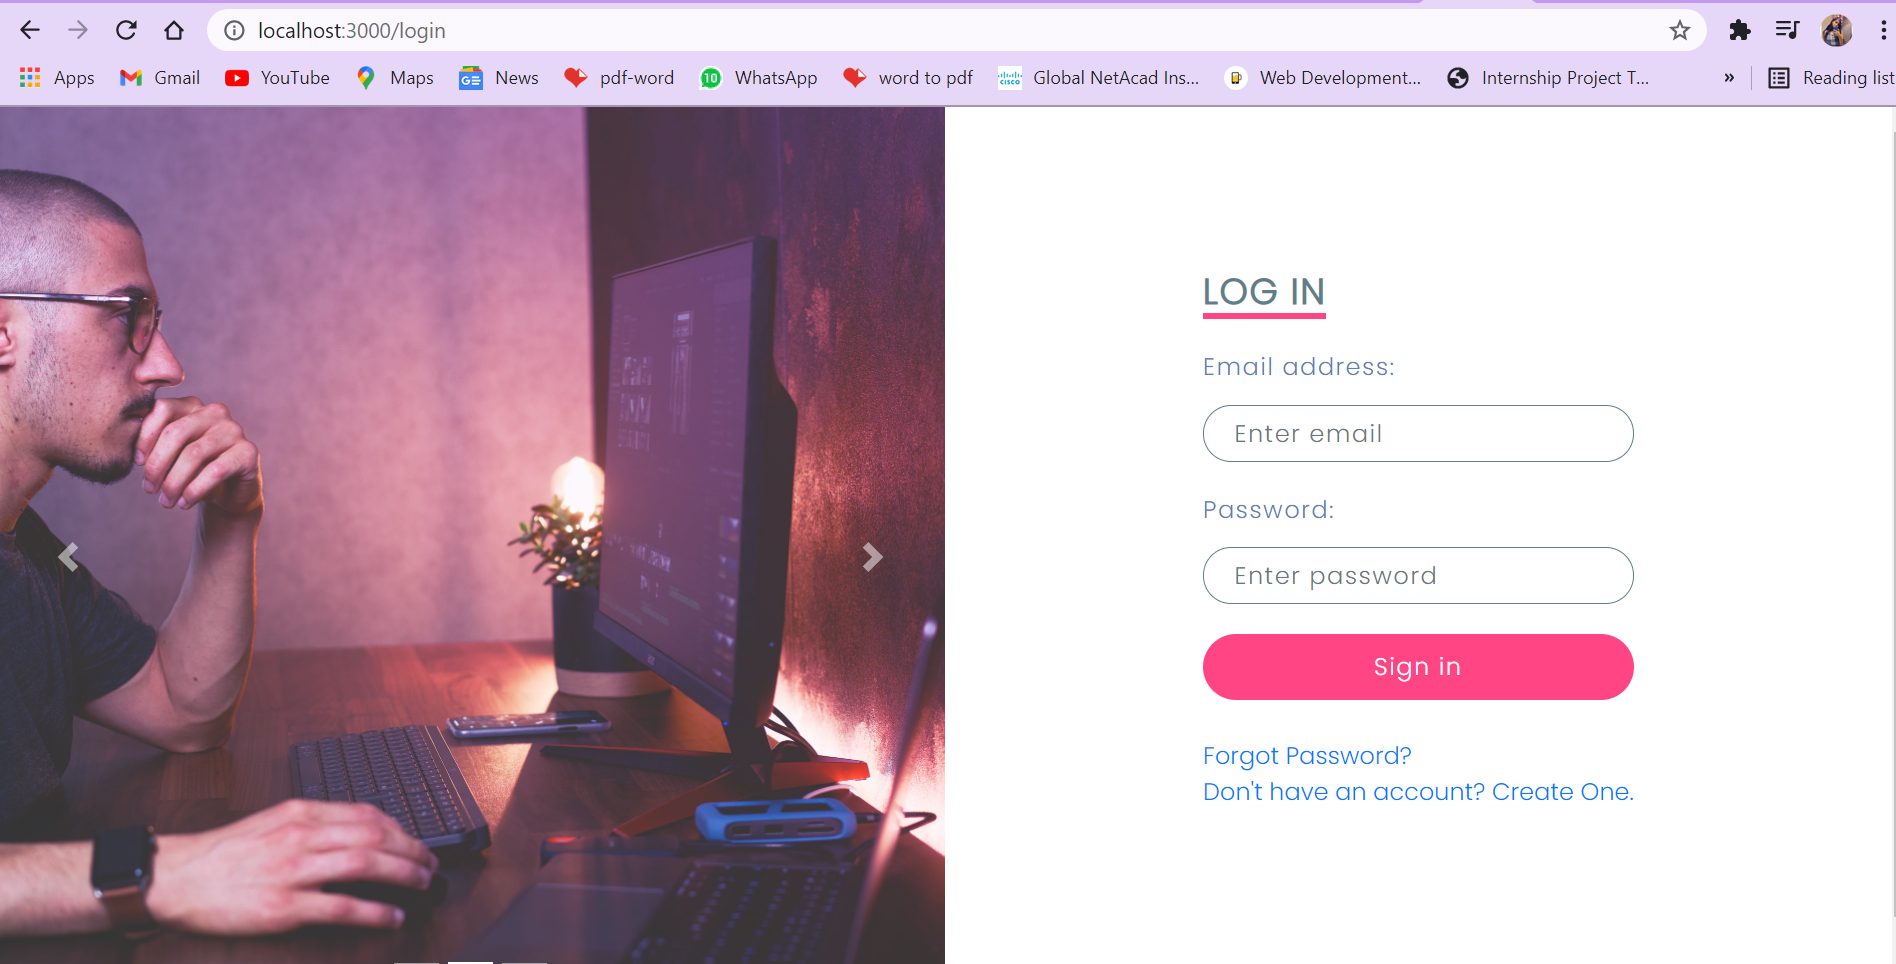 localhost:3000/login
Apps Gmail YouTube Maps News pdf-word 10 WhatsApp word to pdf cisco Global NetAcad Ins... Web Development... Internship Project T... » Reading list
LOG IN
Email address:
Enter email
Password:
Enter password
Sign in
Forgot Password?
Don't have an account? Create One.